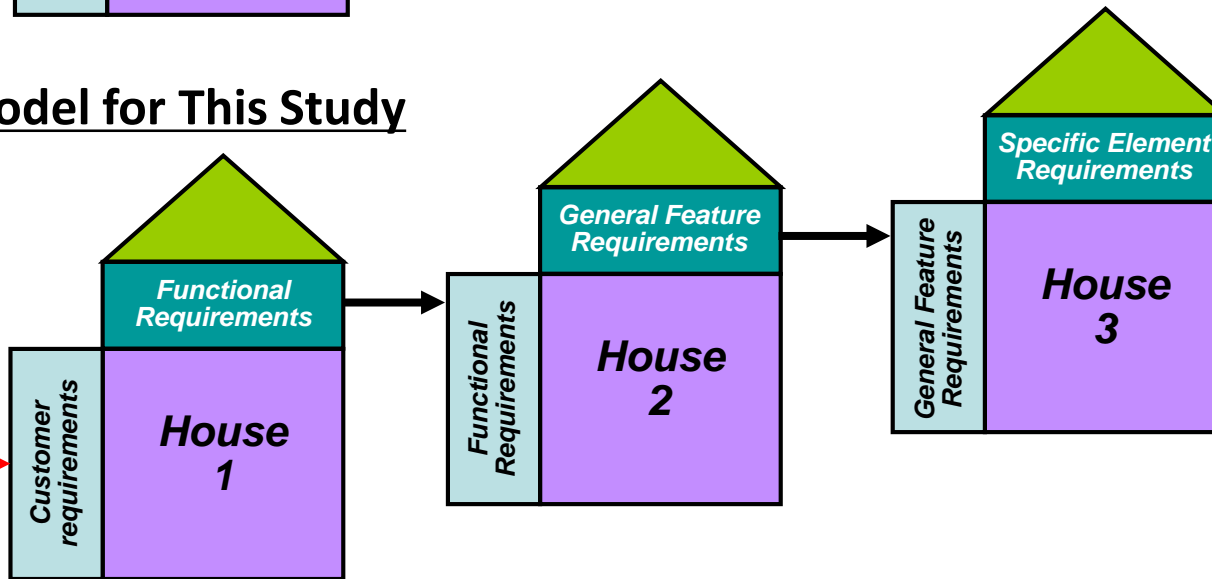 odel for This Study
Functional
Requirements
Customer
requirements
House
1
General Feature
Requirements
Functional
Requirements
House
2
Specific Element
Requirements
General Feature
Requirements
House
3